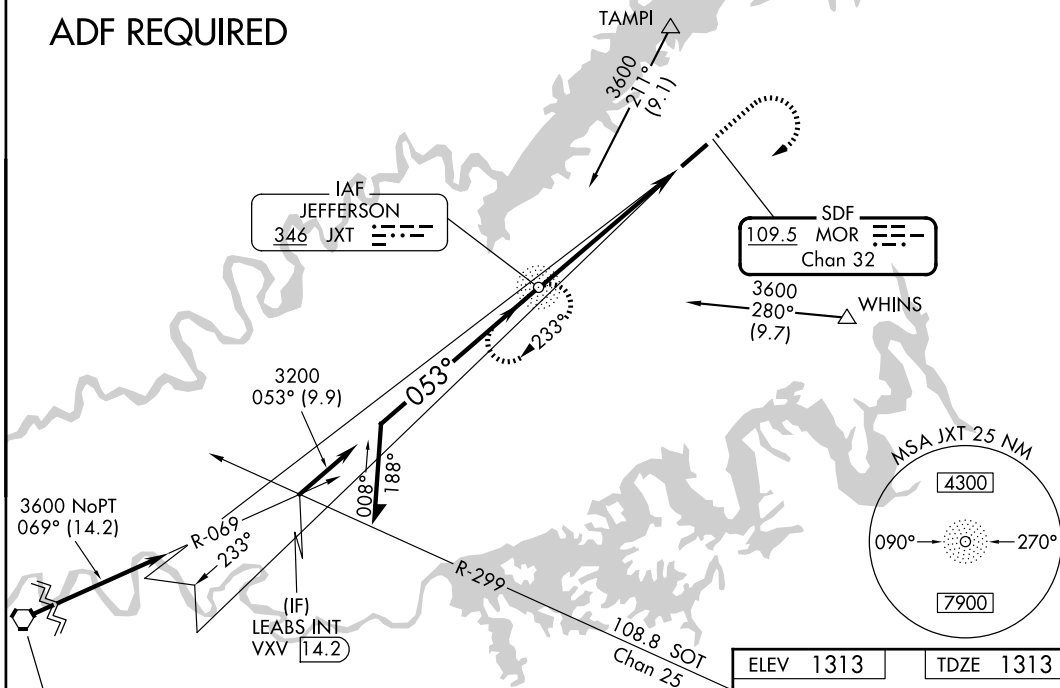 ADF REQUIRED
TAMPI
3600
211°
(9.1)
IAF
JEFFERSON
346 JXT
SDF
109.5 MOR
Chan 32
3600
280°
(9.7)
WHINS
233°
053°
3200
053° (9.9)
008°
188°
MSA JXT 25 NM
4300
090°
270°
7900
3600 NoPT
069° (14.2)
R-069
233°
(IF)
LEABS INT
VXV 14.2
R-299
108.8 SOT
Chan 25
ELEV 1313
TDZE 1313